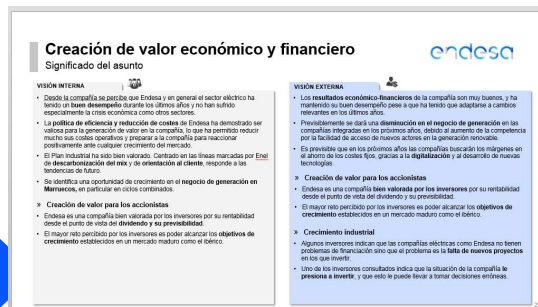 Creación de valor económico y financiero
endesa
Significado del asunto
VISIÓN INTERNA
• Desde la compañía se percibe que Endesa y en general el sector eléctrico ha
tenido un buen desempeño durante los últimos años y no han sufrido
especialmente la crisis económica como otros sectores.
• La política de eficiencia y reducción de costes de Endesa ha demostrado ser
valiosa para la generación de valor en la compañía, lo que ha permitido reducir
mucho sus costes operativos y preparar a la compañía para reaccionar
positivamente ante cualquier crecimiento del mercado.
• El Plan Industrial ha sido bien valorado. Centrado en las líneas marcadas por Enel
de descarbonización del mix y de orientación al cliente, responde a las
tendencias de futuro.
• Se identifica una oportunidad de crecimiento en el negocio de generación en
Marruecos, en particular en ciclos combinados.
» Creación de valor para los accionistas
• Endesa es una compañía bien valorada por los inversores por su rentabilidad
desde el punto de vista del dividendo y su previsibilidad.
• El mayor reto percibido por los inversores es poder alcanzar los objetivos de
crecimiento establecidos en un mercado maduro como el ibérico.
VISIÓN EXTERNA
• Los resultados económico-financieros de la compañía son muy buenos, y ha
mantenido su buen desempeño pese a que ha tenido que adaptarse a cambios
relevantes en los últimos años.
• Previsiblemente se dará una disminución en el negocio de generación en las
compañías integradas en los próximos años, debido al aumento de la competencia
por la facilidad de acceso de nuevos actores en la generación renovable.
• Es previsible que en los próximos años las compañías buscarán los márgenes en
el ahorro de los costes fijos, gracias a la digitalización y al desarrollo de nuevas
tecnologías.
» Creación de valor para los accionistas
• Endesa es una compañía bien valorada por los inversores por su rentabilidad
desde el punto de vista del dividendo y su previsibilidad.
• El mayor reto percibido por los inversores es poder alcanzar los objetivos de
crecimiento establecidos en un mercado maduro como el ibérico.
» Crecimiento industrial
• Algunos inversores indican que las compañías eléctricas como Endesa no tienen
problemas de financiación sino que el problema es la falta de nuevos proyectos
en los que invertir.
• Uno de los inversores consultados indica que la situación de la compañía le
presiona a invertir, y que esto le puede llevar a tomar decisiones erróneas.